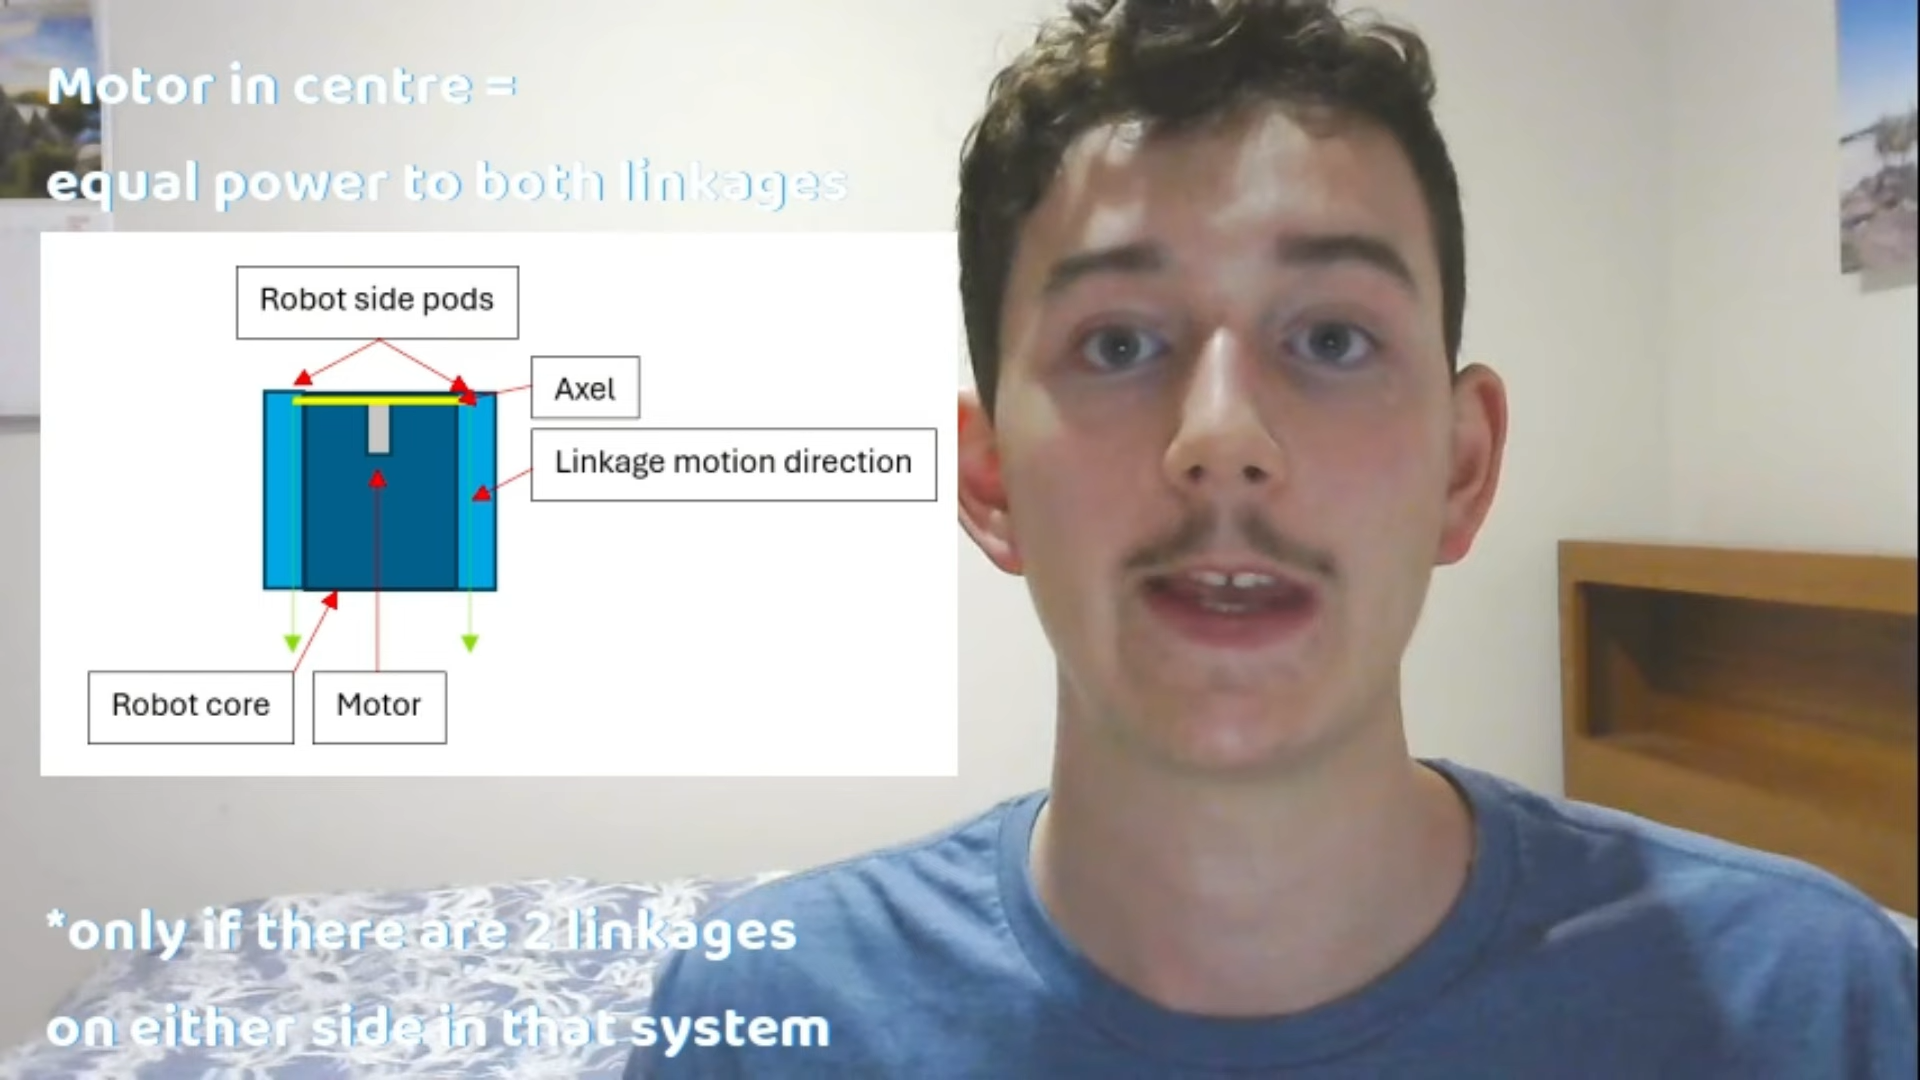 Motor in centre =
equal power to both linkages
Robot side pods
Axel
Linkage motion direction
Robot core
Motor
*only if there are 2 linkages
on either side in that system